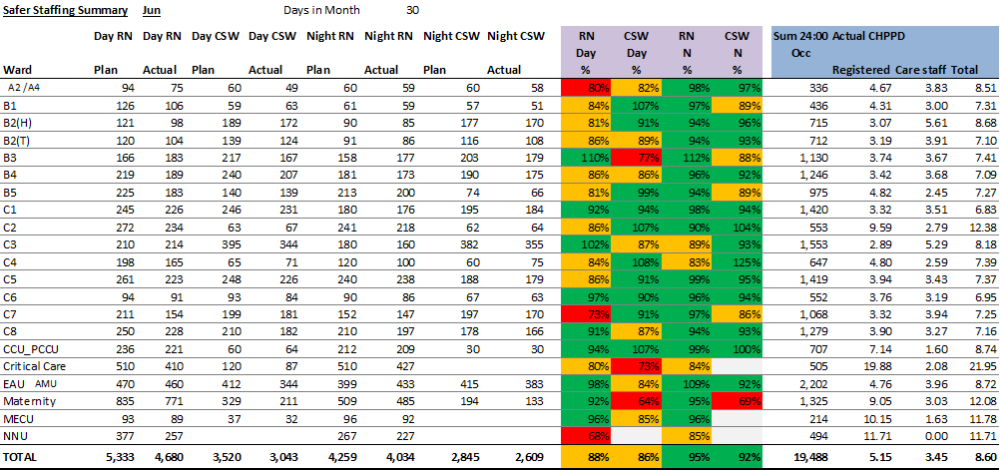 Safer Staffing Summary Jun Days in Month 30
Day RN Day RN Day CSW Day CSW Night RN Night RN Night CSW Night CSW RN CSW RN CSW Sum 24:00 Actual CHPPD
Day Day N N Occ
Ward Plan Actual Plan Actual Plan Actual Plan Actual % % % % Registered Care staff Total
A2 /A4 94 75 60 49 60 59 60 58 80% 82% 98% 97% 336 4.67 3.83 8.51
B1 126 106 59 63 61 59 57 51 84% 107% 97% 89% 436 4.31 3.00 7.31
B2(H) 121 98 189 172 90 85 177 170 81% 91% 94% 96% 715 3.07 5.61 8.68
B2(T) 120 104 139 124 91 86 116 108 86% 89% 94% 93% 712 3.19 3.91 7.10
B3 166 183 217 167 158 177 203 179 110% 77% 112% 88% 1,130 3.74 3.67 7.41
B4 219 189 240 207 181 173 190 175 86% 86% 96% 92% 1,246 3.42 3.68 7.09
B5 225 183 140 139 213 200 74 66 81% 99% 94% 89% 975 4.82 2.45 7.27
C1 245 226 246 231 180 176 195 184 92% 94% 98% 94% 1,420 3.32 3.51 6.83
C2 272 234 63 67 241 218 62 64 86% 107% 90% 104% 553 9.59 2.79 12.38
C3 210 214 395 344 180 160 382 355 102% 87% 89% 93% 1,553 2.89 5.29 8.18
C4 198 165 65 71 120 100 60 75 84% 108% 83% 125% 647 4.80 2.59 7.39
C5 261 223 248 226 240 238 188 179 86% 91% 99% 95% 1,419 3.94 3.43 7.37
C6 94 91 93 84 90 86 67 63 97% 90% 96% 94% 552 3.76 3.19 6.95
C7 211 154 199 181 152 147 197 170 73% 91% 97% 86% 1,068 3.32 3.94 7.25
C8 250 228 210 182 210 197 178 166 91% 87% 94% 93% 1,279 3.90 3.27 7.16
CCU_PCCU 236 221 60 64 212 209 30 30 94% 107% 99% 100% 707 7.14 1.60 8.74
Critical Care 510 410 120 87 510 427 80% 73% 84% 505 19.88 2.08 21.95
EAU AMU 470 460 412 344 399 433 415 383 98% 84% 109% 92% 2,202 4.76 3.96 8.72
Maternity 835 771 329 211 509 485 194 133 92% 64% 95% 69% 1,325 9.05 3.03 12.08
MECU 93 89 37 32 96 92 96% 85% 96% 214 10.15 1.63 11.78
NNU 377 257 267 227 68% 85% 494 11.71 0.00 11.71
TOTAL 5,333 4,680 3,520 3,043 4,259 4,034 2,845 2,609 88% 86% 95% 92% 19,488 5.15 3.45 8.60